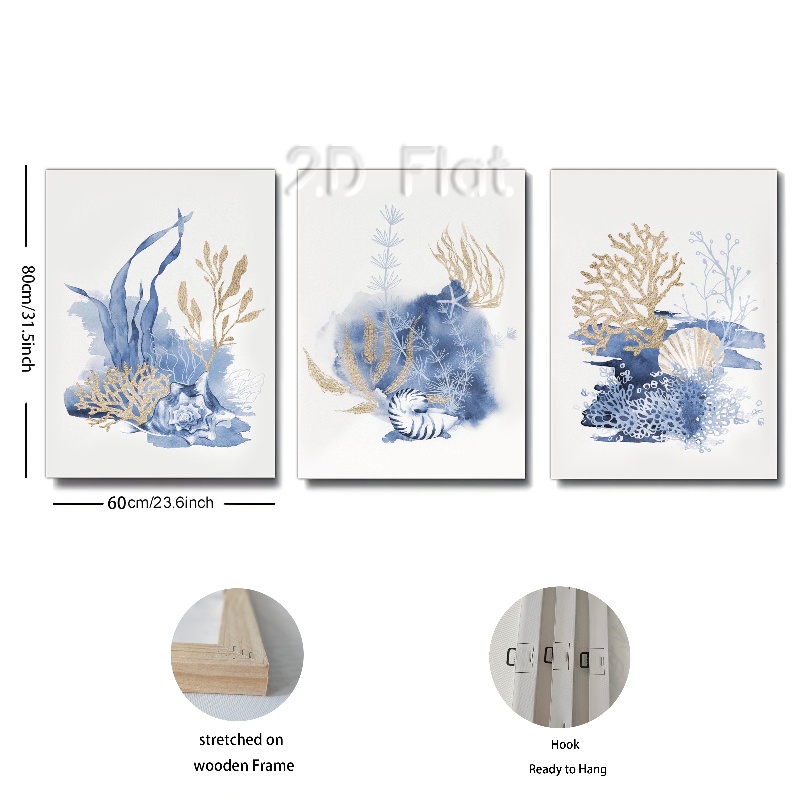 2D Flat
80cm/31.5inch
60cm/23.6inch
stretched on
wooden Frame
Hook
Ready to Hang